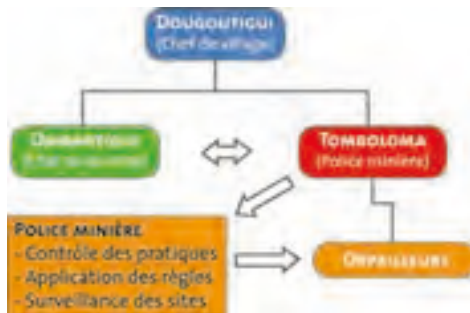 DOUGOUTIGUI
(Chef de village)
TOMBOLOMA
(Police minière)
POLICE MINIÈRE
- Contrôle des pratiques
- Application des règles
- Surveillance des sites
ORPAILLEURS